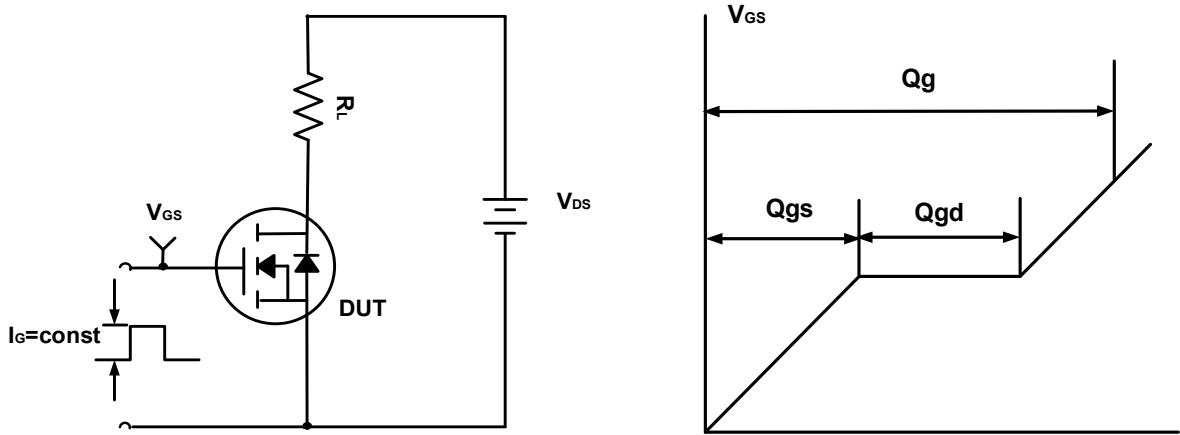 VGS
Qg
RL
VDS
VGS
Qgs
Qgd
DUT
IG=const